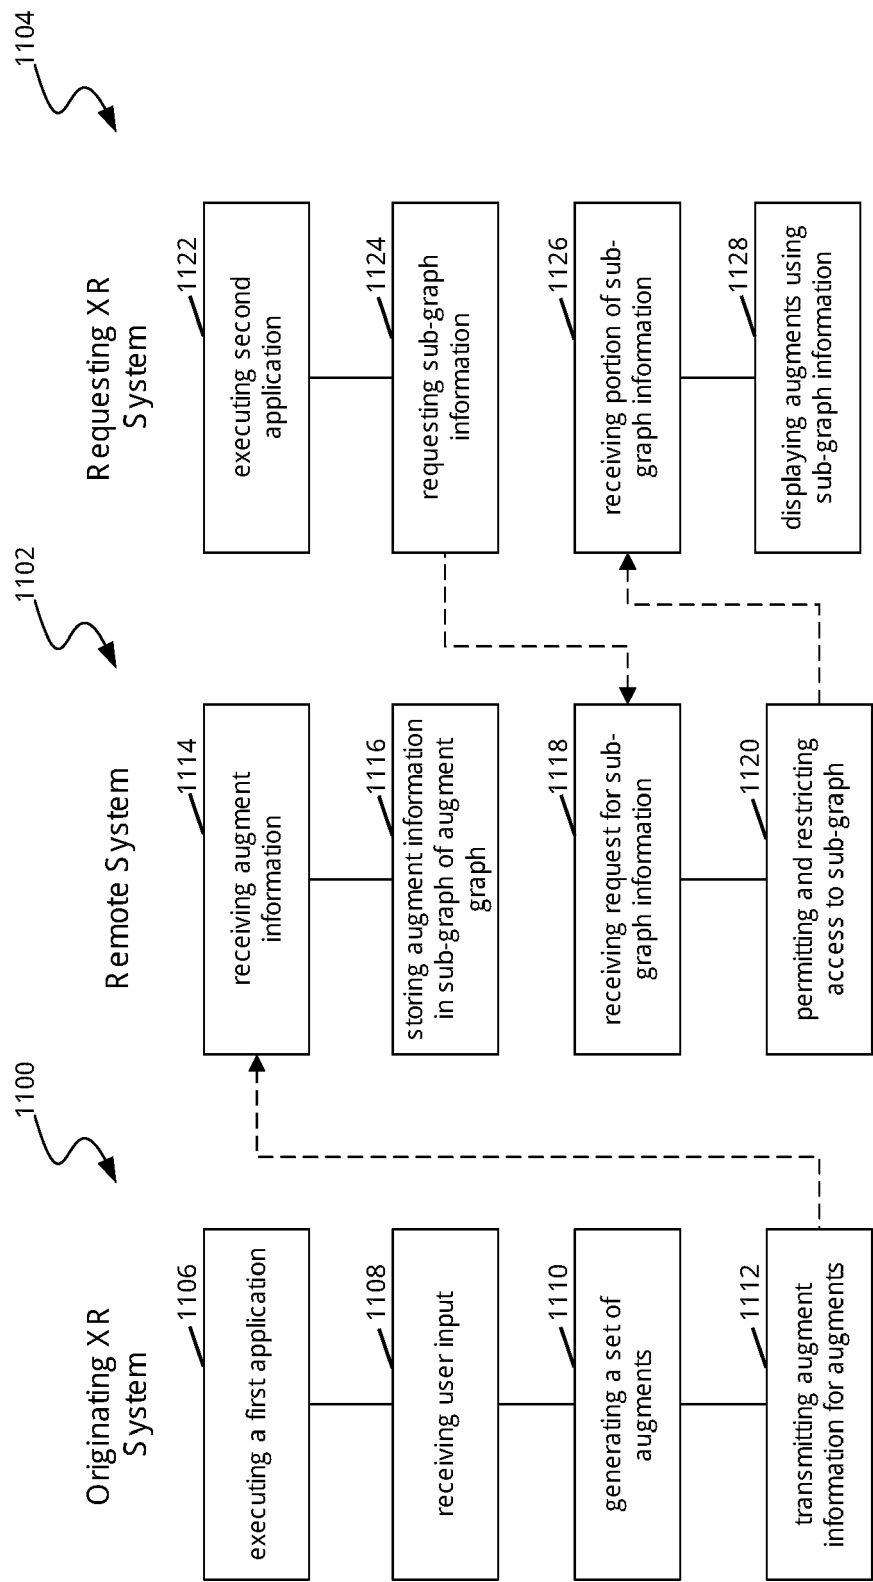 1100
1102
1104
Originating XR
System
Remote System
Requesting XR
System
1106
executing a first application
1108
receiving user input
1110
generating a set of
augments
1112
transmitting augment
information for augments
1114
receiving augment
information
1116
storing augment information
in sub-graph of augment
graph
1118
receiving request for sub-
graph information
1120
permitting and restricting
access to sub-graph
1122
executing second
application
1124
requesting sub-graph
information
1126
receiving portion of sub-
graph information
1128
displaying augments using
sub-graph information